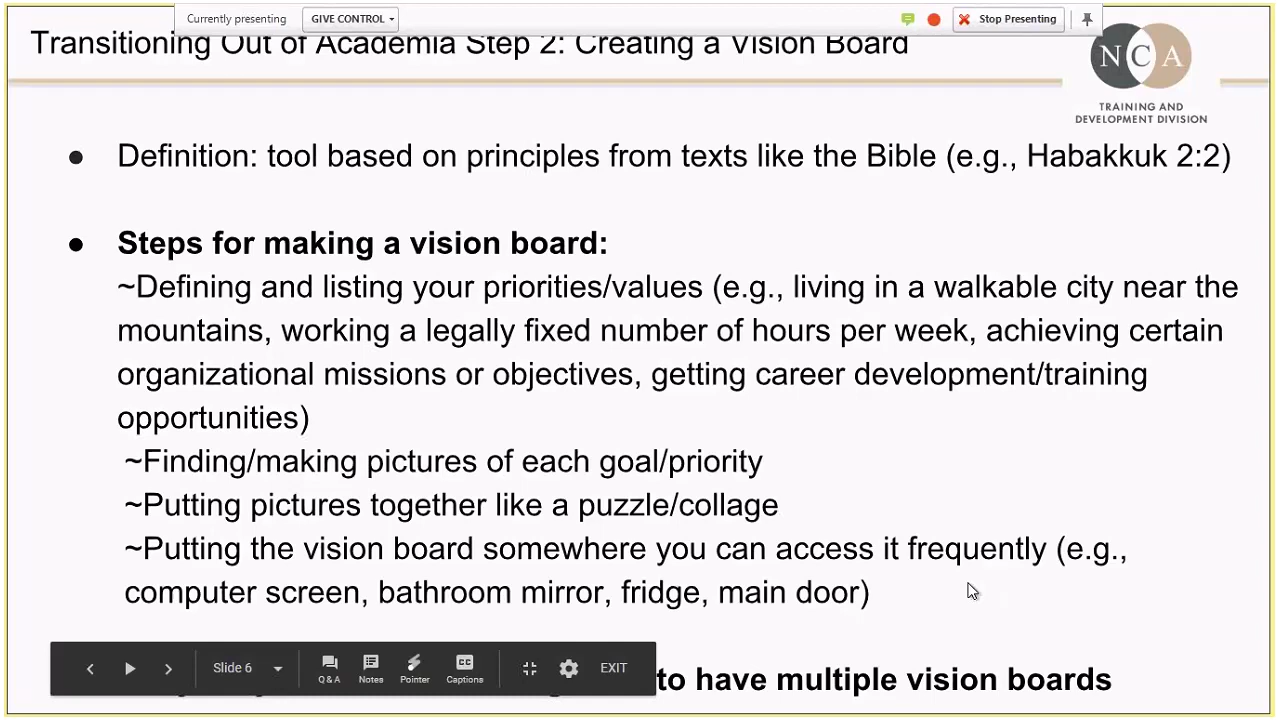 Currently presenting GIVE CONTROL Stop Presenting
Transitioning Out of Academia Step 2: Creating a Vision Board
N C A
TRAINING AND
DEVELOPMENT DIVISION
● Definition: tool based on principles from texts like the Bible (e.g., Habakkuk 2:2)
● Steps for making a vision board:
~Defining and listing your priorities/values (e.g., living in a walkable city near the
mountains, working a legally fixed number of hours per week, achieving certain
organizational missions or objectives, getting career development/training
opportunities)
~Finding/making pictures of each goal/priority
~Putting pictures together like a puzzle/collage
~Putting the vision board somewhere you can access it frequently (e.g.,
computer screen, bathroom mirror, fridge, main door)
to have multiple vision boards
Slide 6 Q & A Notes Pointer Captions EXIT